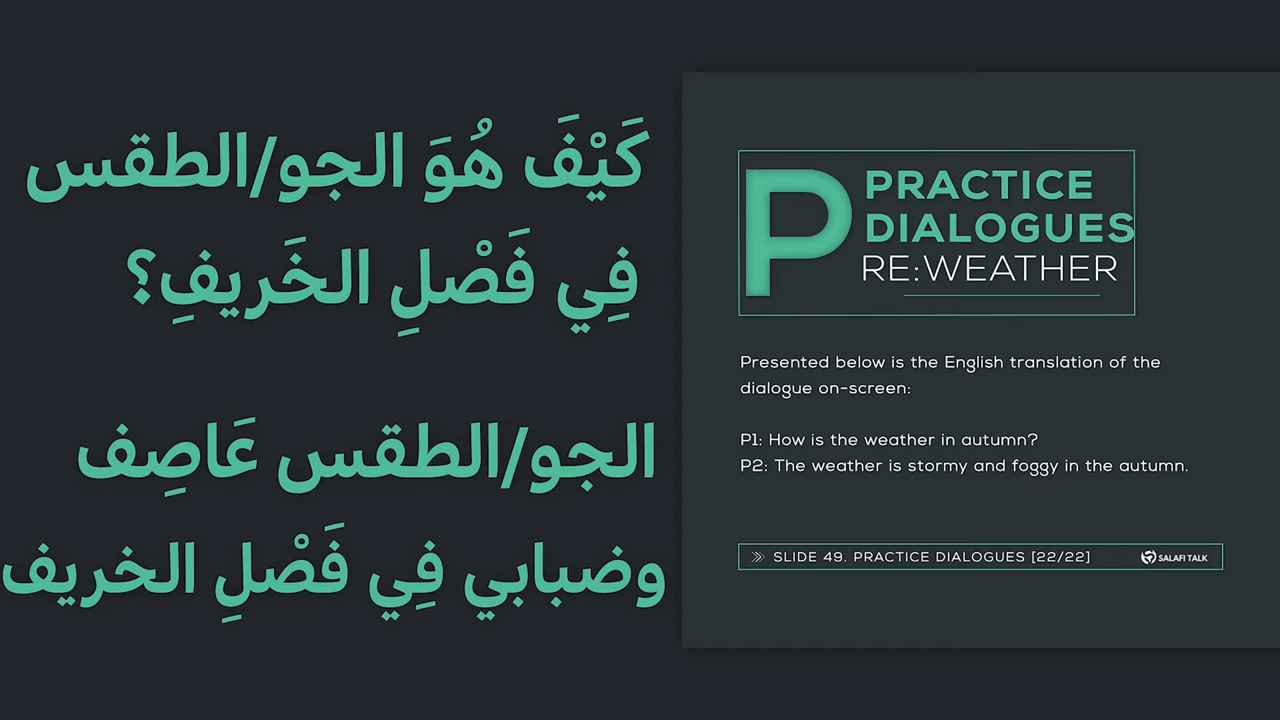 كَيْفَ هُوَ الجو/الطقس
فِي فَصْلِ الخَريفِ؟
الجو/الطقس عَاصِف
وضبابي فِي فَصْلِ الخريف
P PRACTICE
DIALOGUES
RE:WEATHER
Presented below is the English translation of the
dialogue on-screen:
P1: How is the weather in autumn?
P2: The weather is stormy and foggy in the autumn.
SLIDE 49. PRACTICE DIALOGUES [22/22]
SALAFI TALK